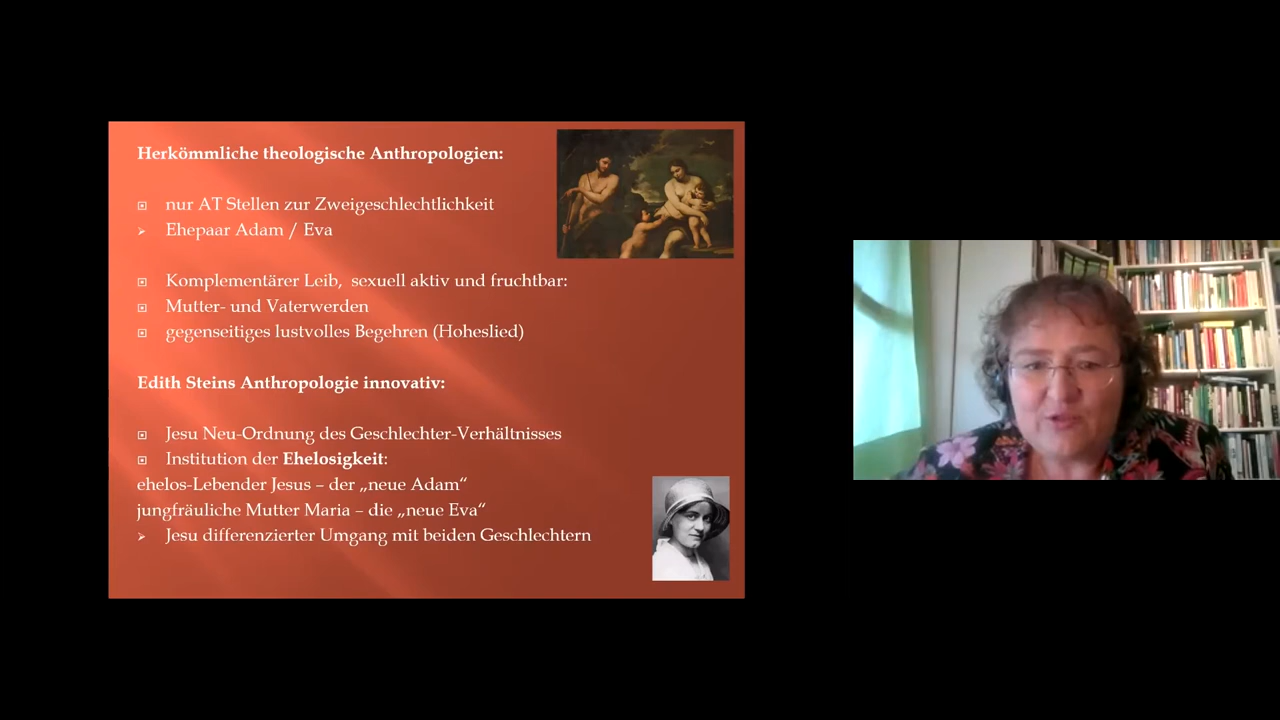 Herkömmliche theologische Anthropologien:
nur AT Stellen zur Zweigeschlechtlichkeit
Ehepaar Adam / Eva
Komplementärer Leib, sexuell aktiv und fruchtbar:
Mutter- und Vaterwerden
gegenseitiges lustvolles Begehren (Hoheslied)
Edith Steins Anthropologie innovativ:
Jesu Neu-Ordnung des Geschlechter-Verhältnisses
Institution der Ehelosigkeit:
ehelos-Lebender Jesus – der „neue Adam“
jungfräuliche Mutter Maria – die „neue Eva“
Jesu differenzierter Umgang mit beiden Geschlechtern